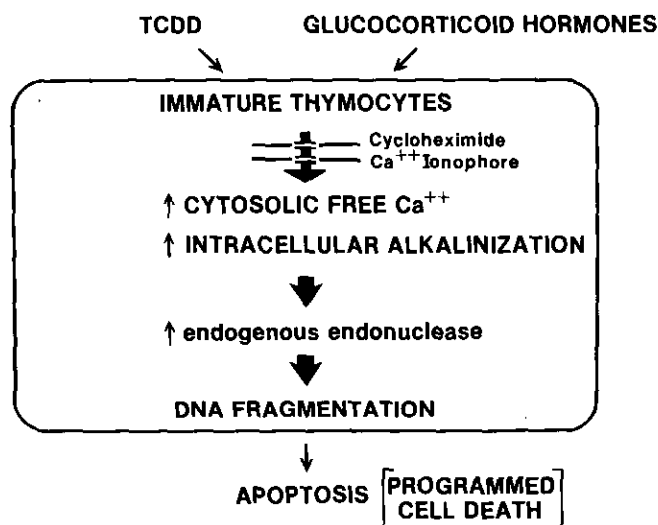 TCDD GLUCOCORTICOID HORMONES
IMMATURE THYMOCYTES
Cycloheximide
Ca++Ionophore
↑ CYTOSOLIC FREE Ca++
↑ INTRACELLULAR ALKALINIZATION
↑ endogenous endonuclease
DNA FRAGMENTATION
APOPTOSIS [PROGRAMMED
CELL DEATH]